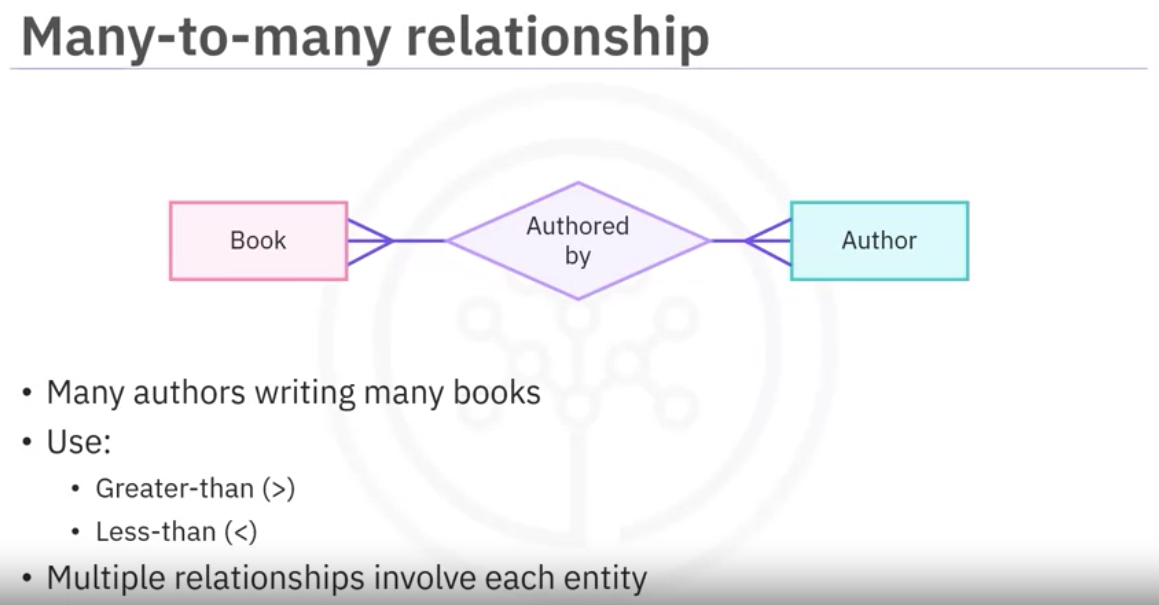 Many-to-many relationship
Book
Authored
by
Author
• Many authors writing many books
• Use:
• Greater-than (>)
• Less-than (<)
• Multiple relationships involve each entity